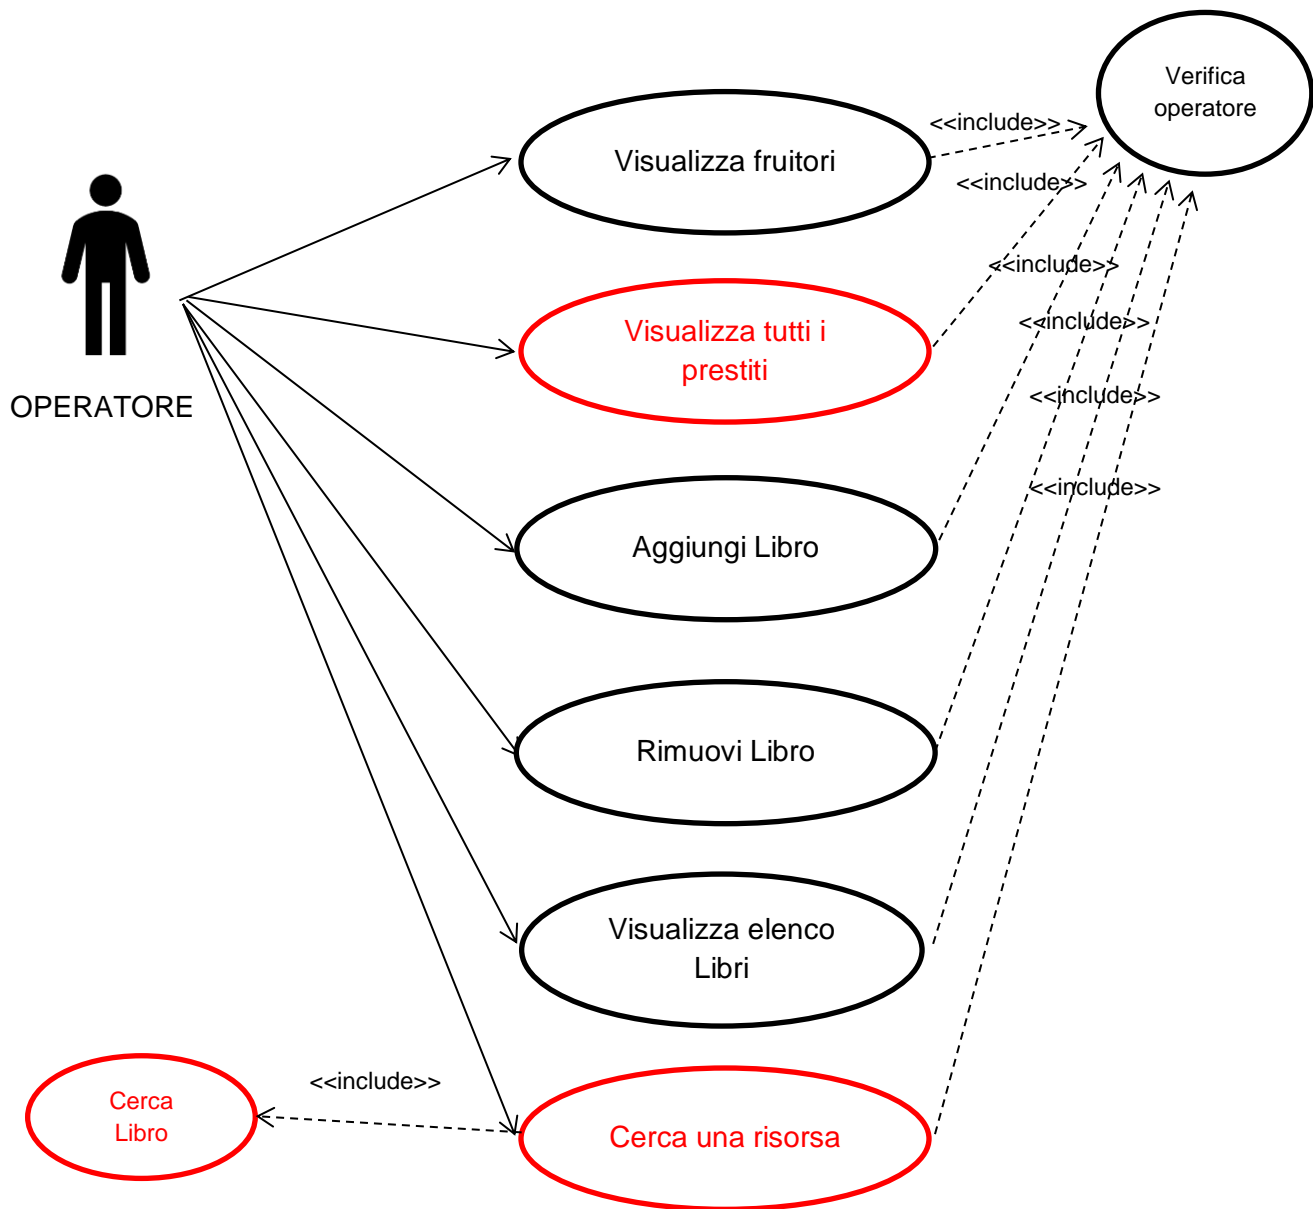 Verifica
operatore
<<include>>
Visualizza fruitori
<<include>>
<<include>>
Visualizza tutti i
prestiti
<<include>>
OPERATORE
<<include>>
<<include>>
Aggiungi Libro
Rimuovi Libro
Visualizza elenco
Libri
<<include>>
Cerca
Libro
Cerca una risorsa